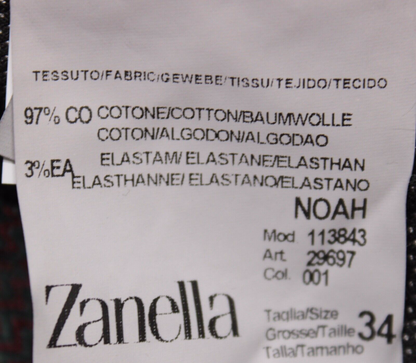 TESSUTO/FABRIC/GEWEBE/TISSU/TEJIDO/TECIDO
97% CO COTONE/COTTON/BAUMWOLLE
COTON/ALGODON/ALGODAO
3%EA ELASTAM/ ELASTANE/ELASTHAN
ELASTHANNE/ ELASTANO/ELASTANO
NOAH
Mod 113843
Art. 29697
Col. 001
Zanella
Taglia/Size
Grosse/Taille 34
Talla/Tamanho